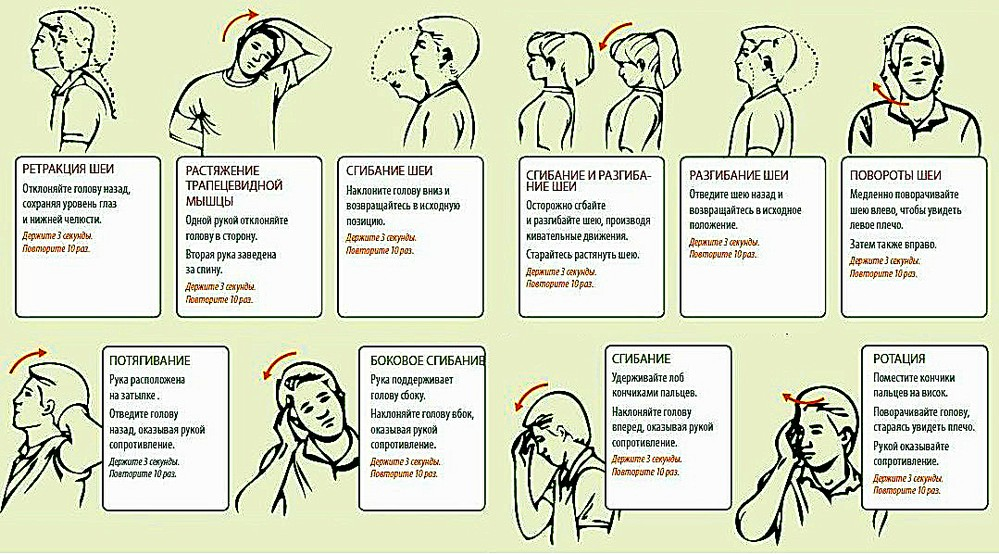 РЕТРАКЦИЯ ШЕИ
Отклоняйте голову назад,
сохраняя уровень глаз
и нижней челюсти.
Держите 3 секунды.
Повторите 10 раз.
РАСТЯЖЕНИЕ
ТРАПЕЦЕВИДНОЙ
МЫШЦЫ
Одной рукой отклоняйте
голову в сторону.
Вторая рука заведена
за спину.
Держите 3 секунды.
Повторите 10 раз.
СГИБАНИЕ ШЕИ
Наклоните голову вниз и
возвращайтесь в исходную
позицию.
Держите 3 секунды.
Повторите 10 раз.
СГИБАНИЕ И РАЗГИБА-
НИЕ ШЕИ
Осторожно сгбайте
и разгибайте шею, производя
кивательные движения.
Старайтесь растянуть шею.
Держите 3 секунды.
Повторите 10 раз.
РАЗГИБАНИЕ ШЕИ
Отведите шею назад и
возвращайтесь в исходное
положение.
Держите 3 секунды.
Повторите 10 раз.
ПОВОРОТЫ ШЕИ
Медленно поворачивайте
шею влево, чтобы увидеть
левое плечо.
Затем также вправо.
Держите 3 секунды.
Повторите 10 раз.
ПОТЯГИВАНИЕ
Рука расположена
на затылке .
Отведите голову
назад, оказывая рукой
сопротивление.
Держите 3 секунды.
Повторите 10 раз.
БОКОВОЕ СГИБАНИЕ
Рука поддерживает
голову сбоку.
Наклоняйте голову вбок,
оказывая рукой
сопротивление.
Держите 3 секунды.
Повторите 10 раз.
СГИБАНИЕ
Удерживайте лоб
кончиками пальцев.
Наклоняйте голову
вперед, оказывая рукой
сопротивление.
Держите 3 секунды.
Повторите 10 раз.
РОТАЦИЯ
Поместите кончики
пальцев на висок.
Поворачивайте голову,
стараясь увидеть плечо.
Рукой оказывайте
сопротивление.
Держите 3 секунды.
Повторите 10 раз.